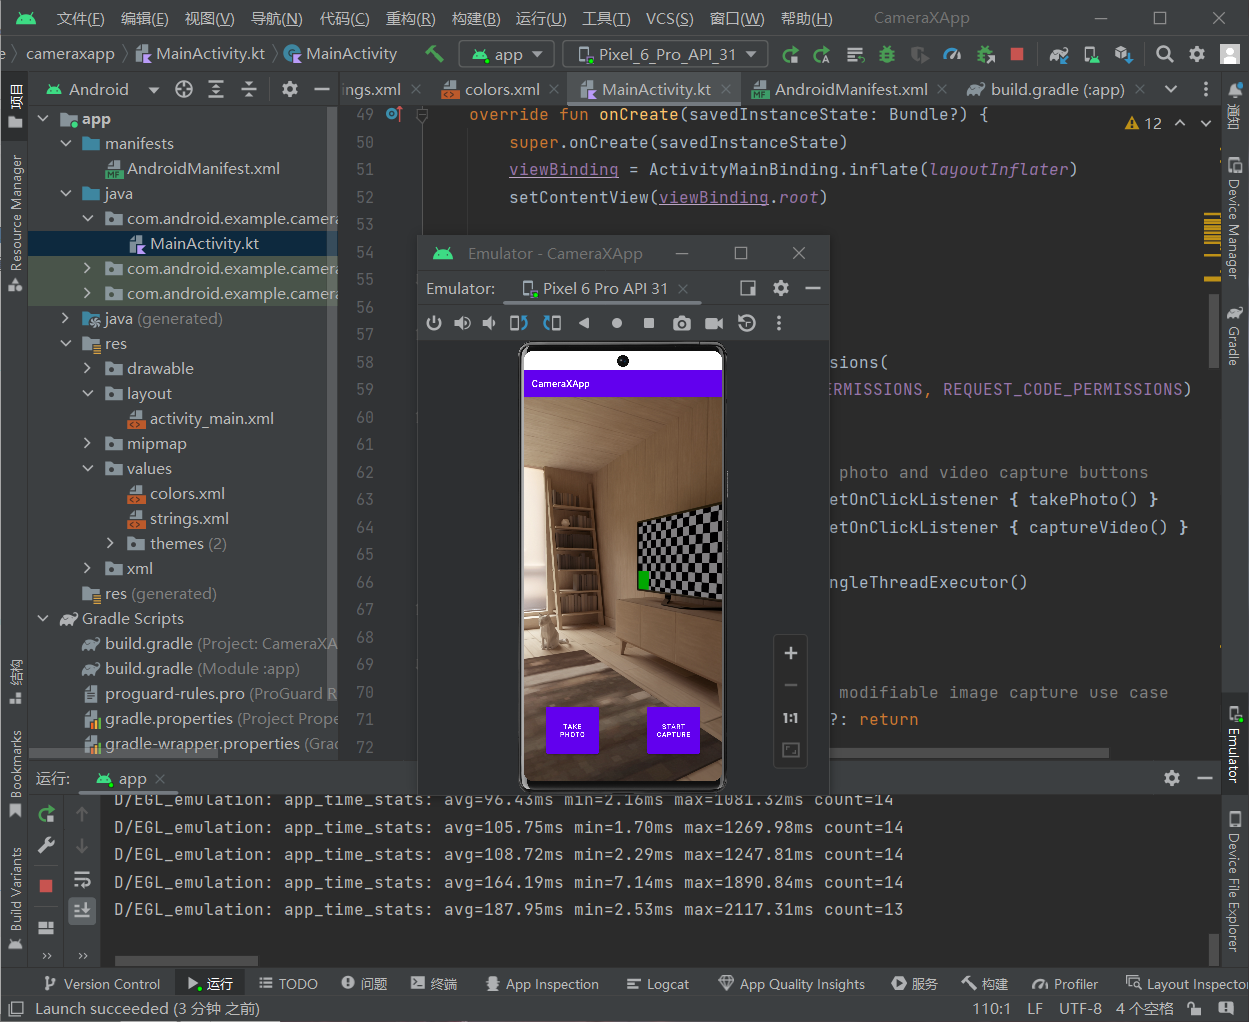 文件(F) 编辑(E) 视图(V) 导航(N) 代码(C) 重构(R) 构建(B) 运行(U) 工具(T) VCS(S) 窗口(W) 帮助(H) CameraXApp
cameraxapp MainActivity.kt MainActivity app Pixel_6_Pro_API_31
项目 Android ings.xml colors.xml MainActivity.kt AndroidManifest.xml build.gradle (:app) 通知
app
manifests
AndroidManifest.xml
java
com.android.example.camera
MainActivity.kt
com.android.example.camera
com.android.example.camera
java (generated)
res
drawable
layout
activity_main.xml
mipmap
values
colors.xml
strings.xml
themes (2)
xml
res (generated)
Gradle Scripts
build.gradle (Project: CameraXA
build.gradle (Module :app)
proguard-rules.pro (ProGuard R
gradle.properties (Project Prope
gradle-wrapper.properties (Grad
Resource Manager
结构
Bookmarks
Build Variants
49 override fun onCreate(savedInstanceState: Bundle?) { 12
50 super.onCreate(savedInstanceState)
51 viewBinding = ActivityMainBinding.inflate(layoutInflater)
52 setContentView(viewBinding.root)
53
54
55
56
57
58 sions(
59 ERMISSIONS, REQUEST_CODE_PERMISSIONS)
60
61
62 photo and video capture buttons
63 etOnClickListener { takePhoto() }
64 etOnClickListener { captureVideo() }
65
66 ngleThreadExecutor()
67
68
69
70 modifiable image capture use case
71 ?: return
72
Emulator - CameraXApp
Emulator: Pixel 6 Pro API 31
CameraXApp
TAKE
PHOTO
START
CAPTURE
1:1
Device Manager
Gradle
Emulator
Device File Explorer
运行: app
D/EGL_emulation: app_time_stats: avg=96.43ms min=2.16ms max=1081.32ms count=14
D/EGL_emulation: app_time_stats: avg=105.75ms min=1.70ms max=1269.98ms count=14
D/EGL_emulation: app_time_stats: avg=108.72ms min=2.29ms max=1247.81ms count=14
D/EGL_emulation: app_time_stats: avg=164.19ms min=7.14ms max=1890.84ms count=14
D/EGL_emulation: app_time_stats: avg=187.95ms min=2.53ms max=2117.31ms count=13
Version Control 运行 TODO 问题 终端 App Inspection Logcat App Quality Insights 服务 构建 Profiler Layout Inspector
Launch succeeded (3 分钟 之前) 110:1 LF UTF-8 4 个空格